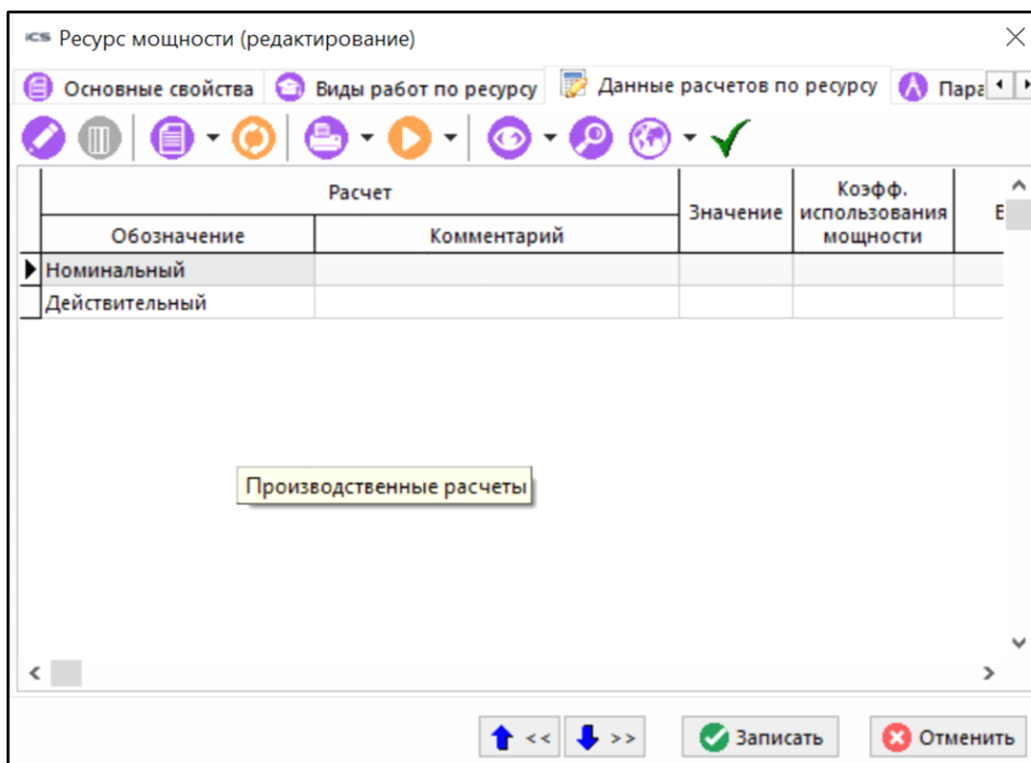 iCS Ресурс мощности (редактирование)
Основные свойства Виды работ по ресурсу Данные расчетов по ресурсу Пара
Расчет Значение Коэфф. использования мощности Е
Обозначение Комментарий
Номинальный
Действительный
Производственные расчеты
<< >> Записать Отменить